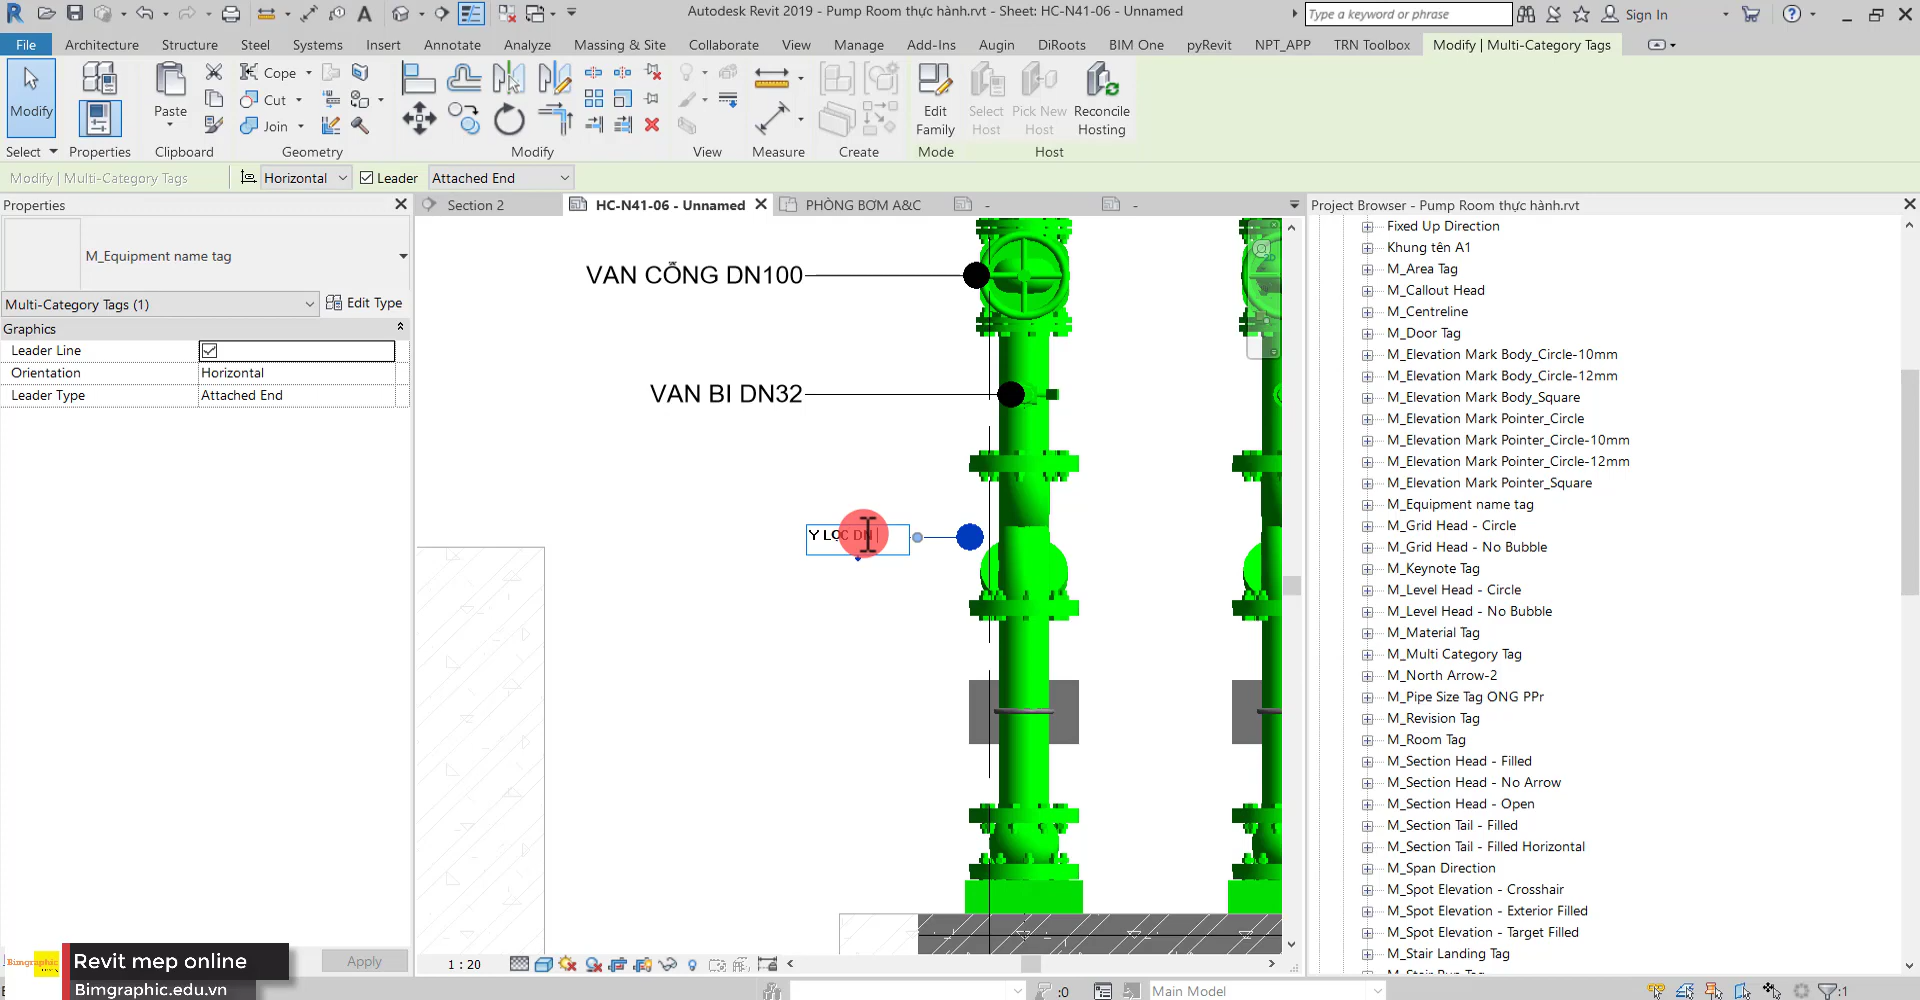 Autodesk Revit 2019 - Pump Room thực hành.rvt - Sheet: HC-N41-06 - Unnamed
Type a keyword or phrase
Sign In
File Architecture Structure Steel Systems Insert Annotate Analyze Massing & Site Collaborate View Manage Add-Ins Augin DiRoots BIM One pyRevit NPT_APP TRN Toolbox Modify | Multi-Category Tags
Modify
Paste
Cope
Cut
Join
Edit Family
Select Host
Pick New Host
Reconcile Hosting
Select Properties Clipboard Geometry Modify View Measure Create Mode Host
Modify | Multi-Category Tags Horizontal Leader Attached End
Properties
Section 2
HC-N41-06 - Unnamed
PHÒNG BƠM A&C
-
-
Project Browser - Pump Room thực hành.rvt
M_Equipment name tag
Multi-Category Tags (1)
Edit Type
Graphics
Leader Line
Orientation Horizontal
Leader Type Attached End
Apply
VAN CỔNG DN100
VAN BI DN32
Y LỌC DN
2D
Fixed Up Direction
Khung tên A1
M_Area Tag
M_Callout Head
M_Centreline
M_Door Tag
M_Elevation Mark Body_Circle-10mm
M_Elevation Mark Body_Circle-12mm
M_Elevation Mark Body_Square
M_Elevation Mark Pointer_Circle
M_Elevation Mark Pointer_Circle-10mm
M_Elevation Mark Pointer_Circle-12mm
M_Elevation Mark Pointer_Square
M_Equipment name tag
M_Grid Head - Circle
M_Grid Head - No Bubble
M_Keynote Tag
M_Level Head - Circle
M_Level Head - No Bubble
M_Material Tag
M_Multi Category Tag
M_North Arrow-2
M_Pipe Size Tag ONG PPr
M_Revision Tag
M_Room Tag
M_Section Head - Filled
M_Section Head - No Arrow
M_Section Head - Open
M_Section Tail - Filled
M_Section Tail - Filled Horizontal
M_Span Direction
M_Spot Elevation - Crosshair
M_Spot Elevation - Exterior Filled
M_Spot Elevation - Target Filled
M_Stair Landing Tag
M_Stair Run Tag
1 : 20
Bimgraphic
Revit mep online
Bimgraphic.edu.vn
:0
Main Model
:1